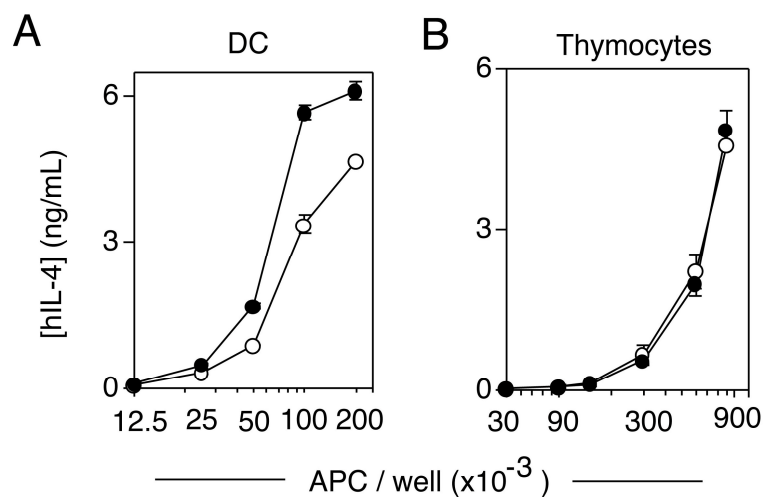 A
DC
[hIL-4] (ng/mL)
6
3
0
12.5 25 50 100 200
B
Thymocytes
6
3
0
30 90 300 900
APC / well (x10⁻³ )